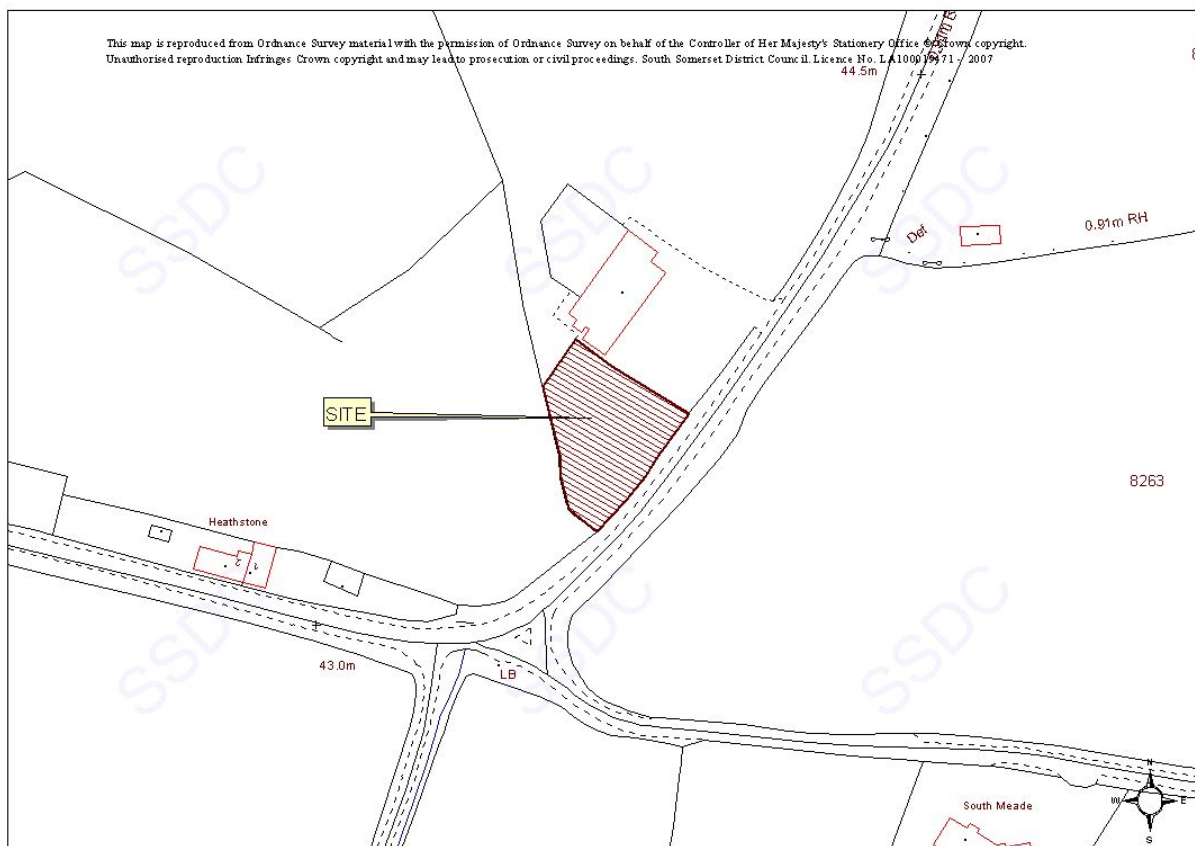 This map is reproduced from Ordnance Survey material with the permission of Ordnance Survey on behalf of the Controller of Her Majesty's Stationery Office © Crown copyright.
Unauthorised reproduction Infringes Crown copyright and may lead to prosecution or civil proceedings. South Somerset District Council. Licence No. LA100019471 - 2007
44.5m
SSDC
SSDC
SSDC
Def
0.91m RH
SITE
8263
Heathstone
2
1
43.0m
LB
SSDC
SSDC
SSDC
South Meade
N
W
E
S